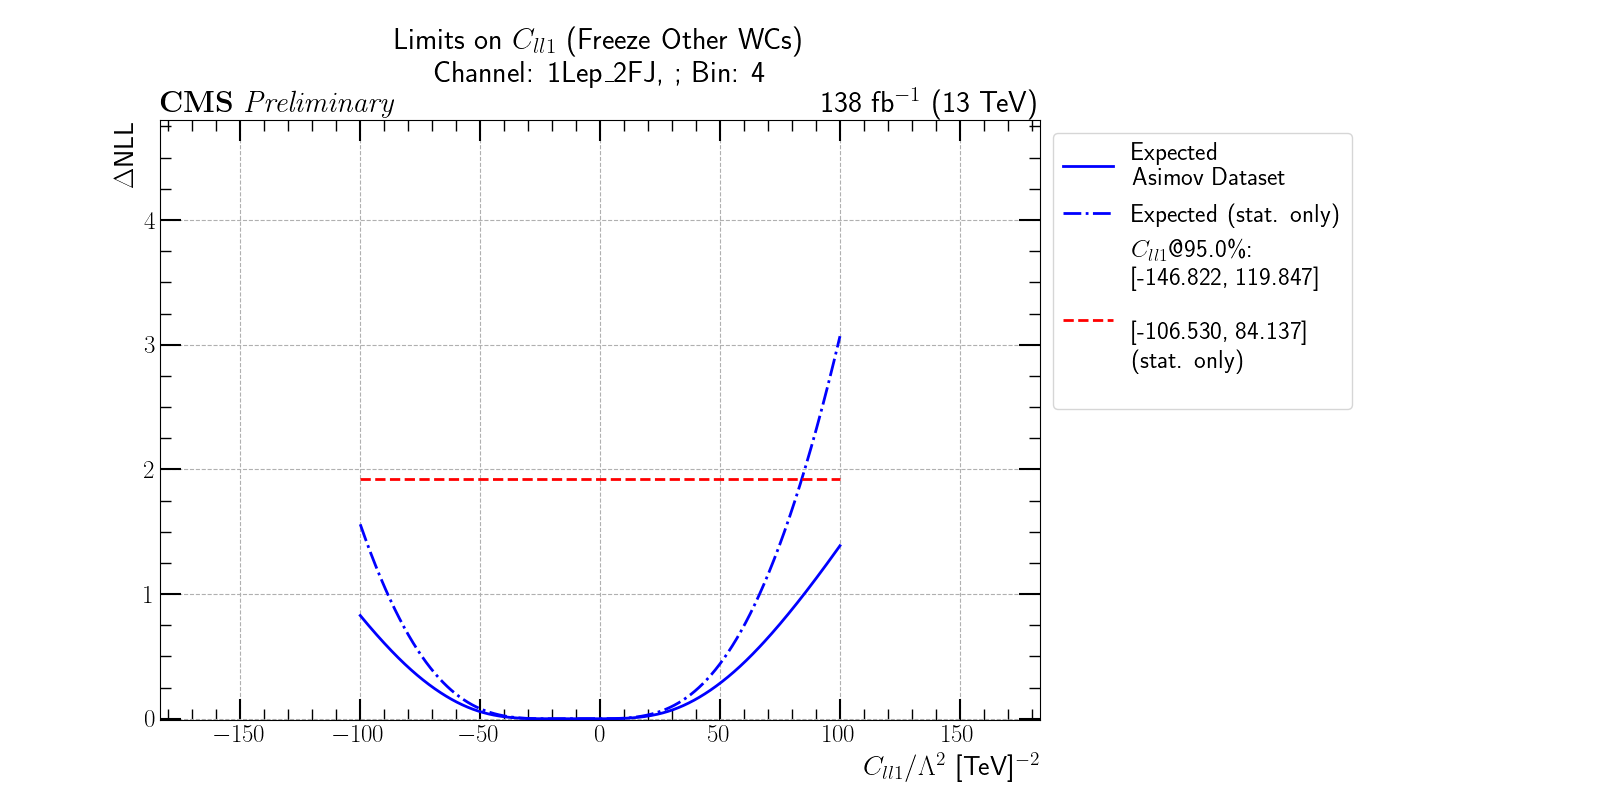 Limits on $C_{ll1}$ (Freeze Other WCs)
Channel: 1Lep_2FJ, ; Bin: 4
CMS Preliminary
138 fb$^{-1}$ (13 TeV)
ΔNLL
4
3
2
1
0
−150
−100
−50
0
50
100
150
$C_{ll1}/\Lambda^2$ [TeV]$^{-2}$
Expected
Asimov Dataset
Expected (stat. only)
$C_{ll1}$@95.0%:
[-146.822, 119.847]
[-106.530, 84.137]
(stat. only)